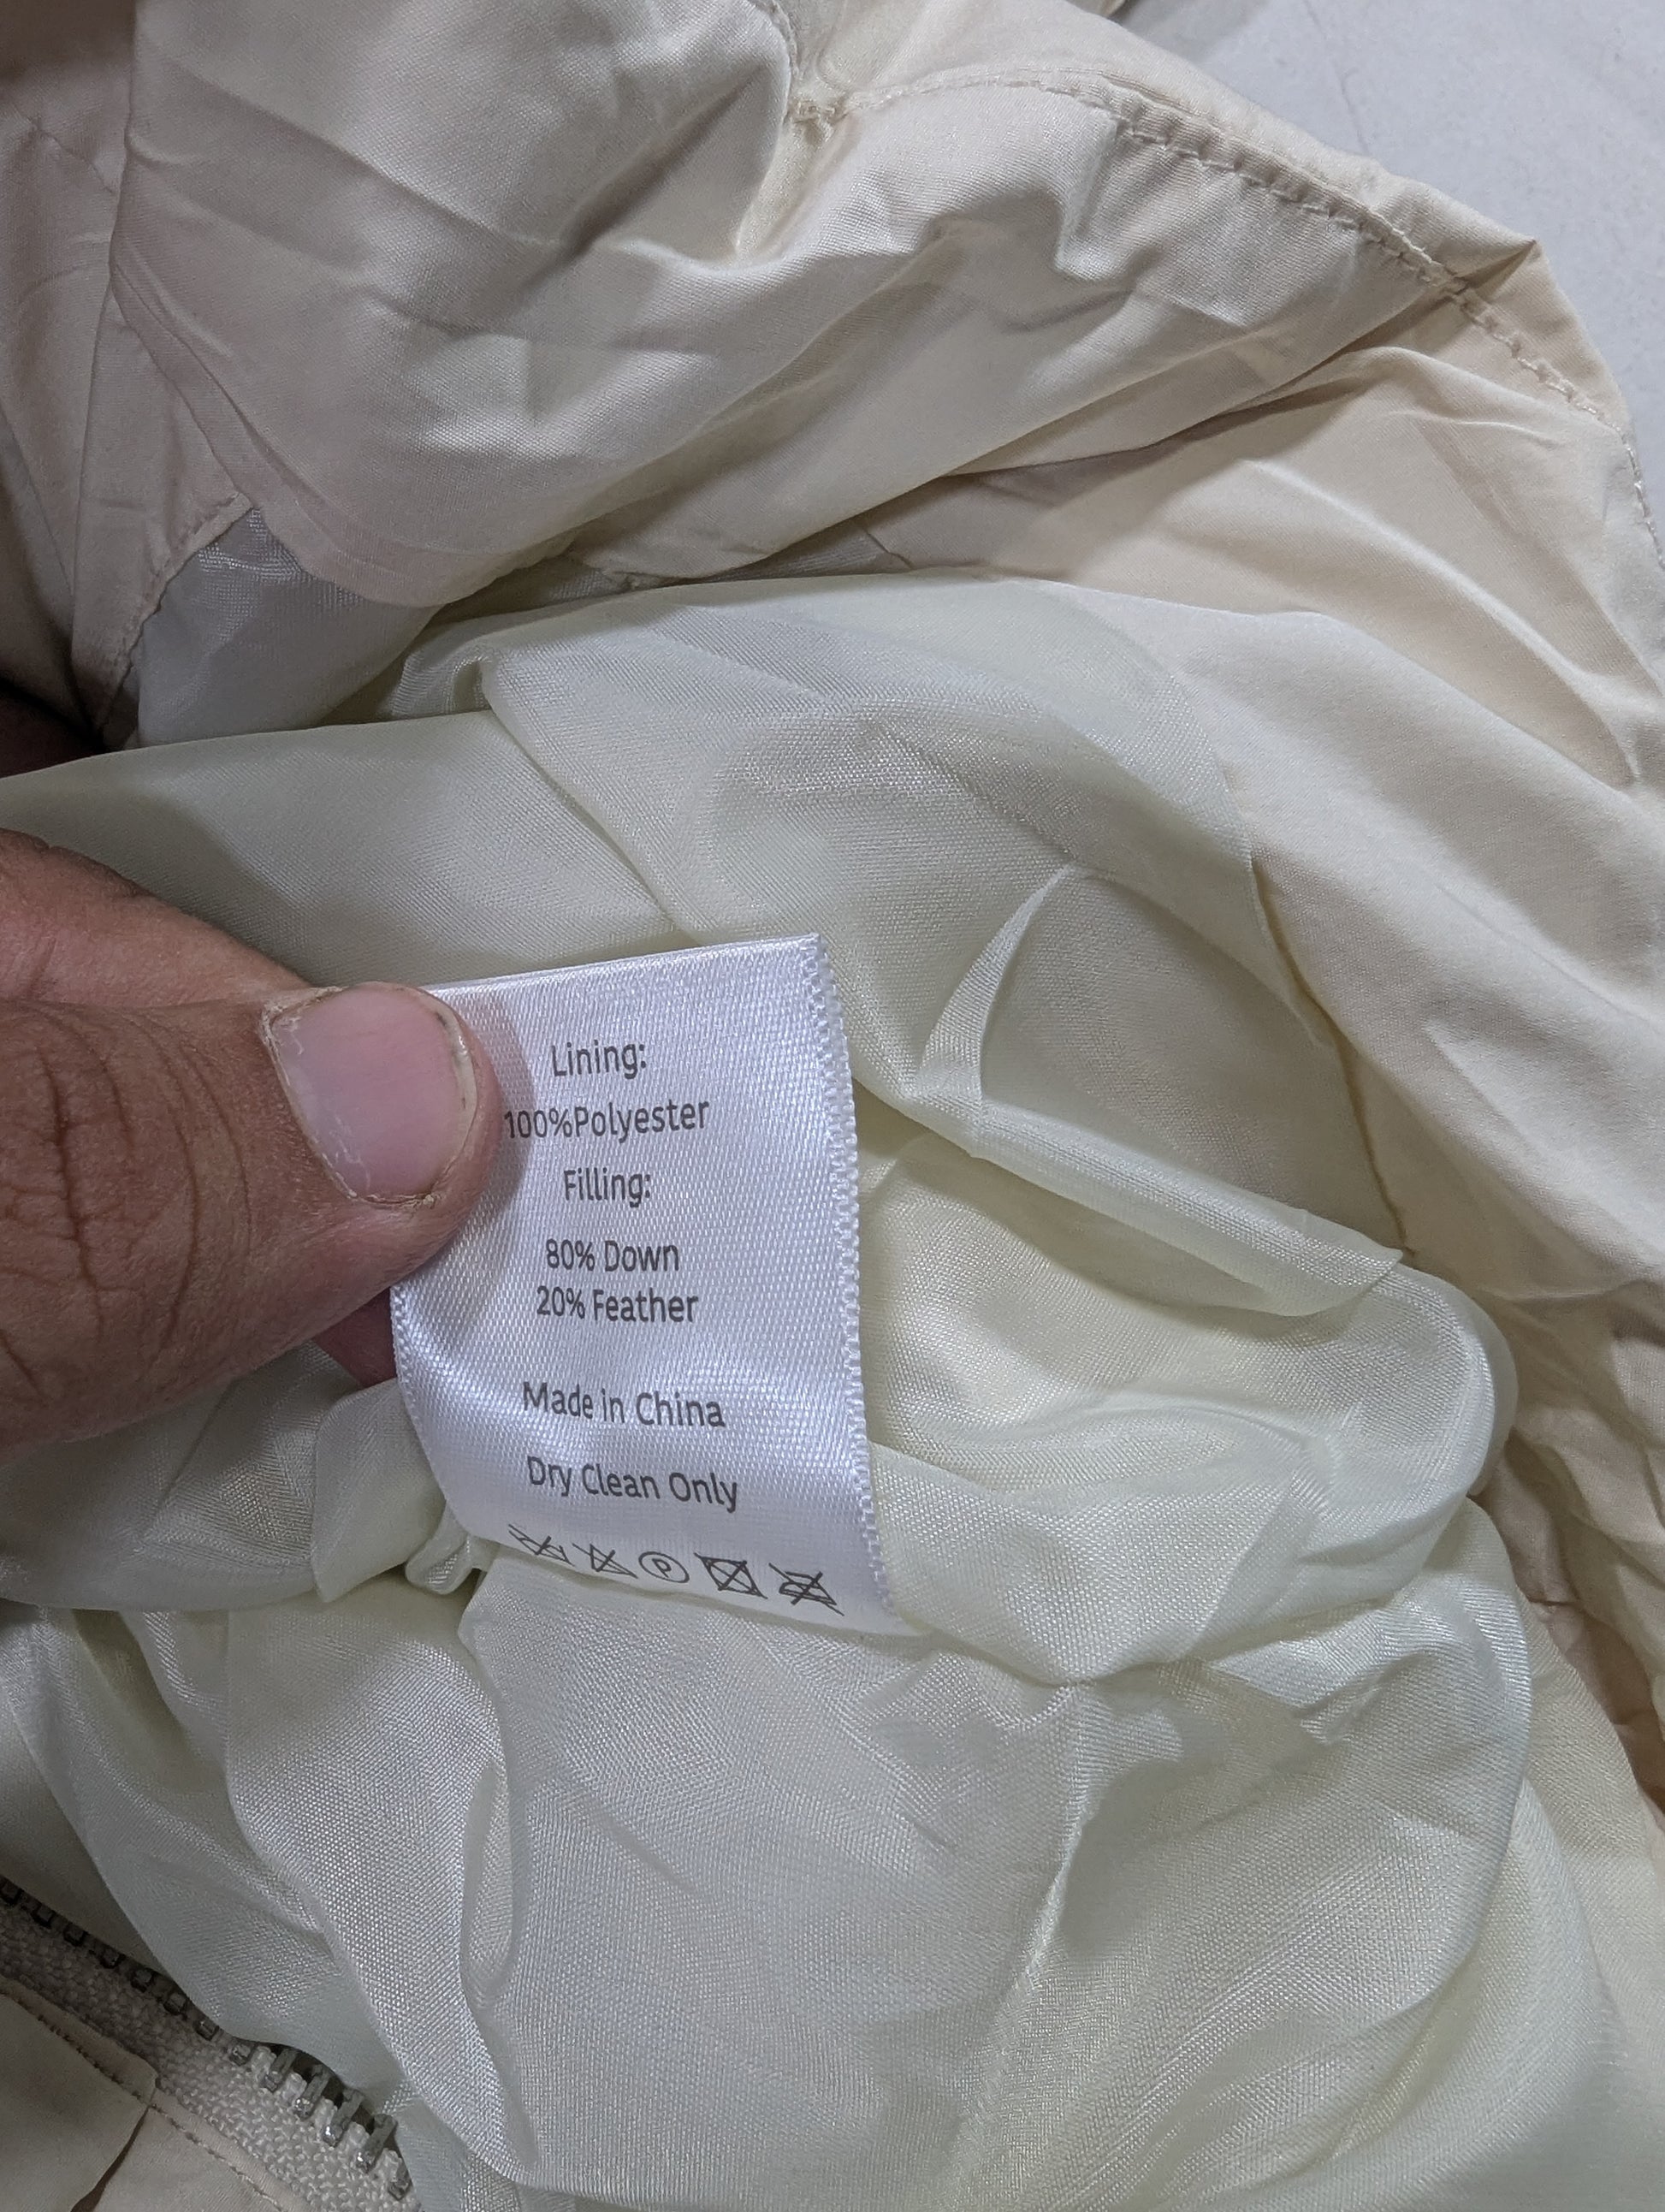 Lining:
100%Polyester
Filling:
80% Down
20% Feather
Made in China
Dry Clean Only
P